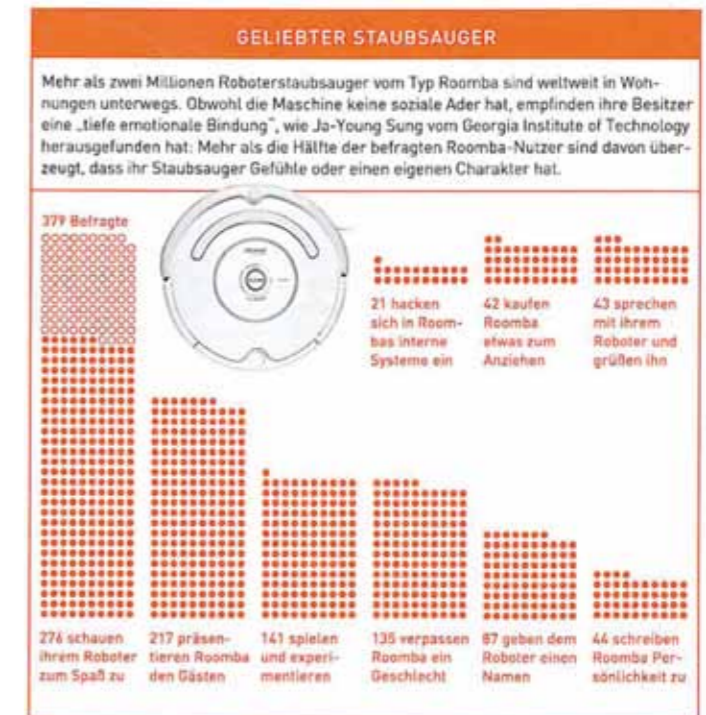 GELIEBTER STAUBSAUGER
Mehr als zwei Millionen Roboterstaubsauger vom Typ Roomba sind weltweit in Woh-
nungen unterwegs. Obwohl die Maschine keine soziale Ader hat, empfinden ihre Besitzer
eine „tiefe emotionale Bindung", wie Ja-Young Sung vom Georgia Institute of Technology
herausgefunden hat: Mehr als die Hälfte der befragten Roomba-Nutzer sind davon über-
zeugt, dass ihr Staubsauger Gefühle oder einen eigenen Charakter hat.
379 Befragte
21 hacken
sich in Room-
bas interne
Systeme ein
42 kaufen
Roomba
etwas zum
Anziehen
43 sprechen
mit ihrem
Roboter und
grüßen ihn
276 schauen
ihrem Roboter
zum Spaß zu
217 präsen-
tieren Roomba
den Gästen
141 spielen
und experi-
mentieren
135 verpassen
Roomba ein
Geschlecht
87 geben dem
Roboter einen
Namen
44 schreiben
Roomba Per-
sönlichkeit zu